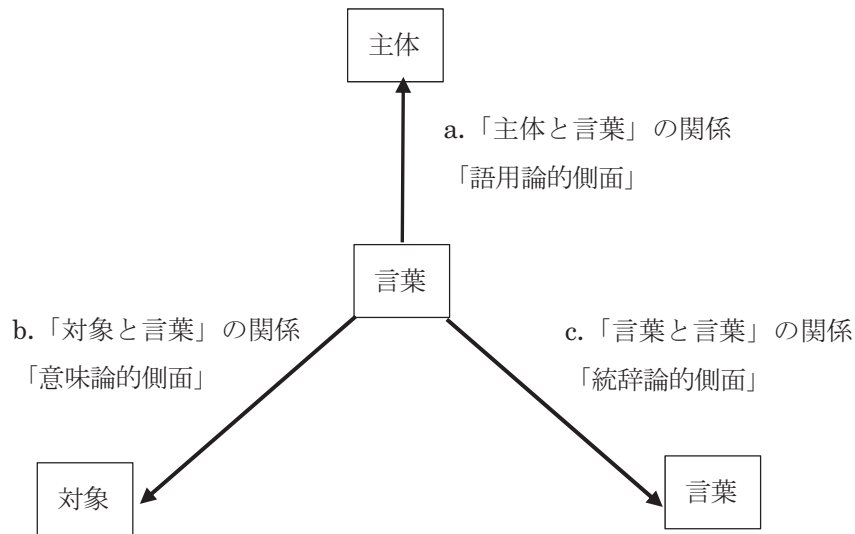 主体
a.「主体と言葉」の関係
「語用論的側面」
言葉
b.「対象と言葉」の関係
「意味論的側面」
c.「言葉と言葉」の関係
「統辞論的側面」
対象
言葉